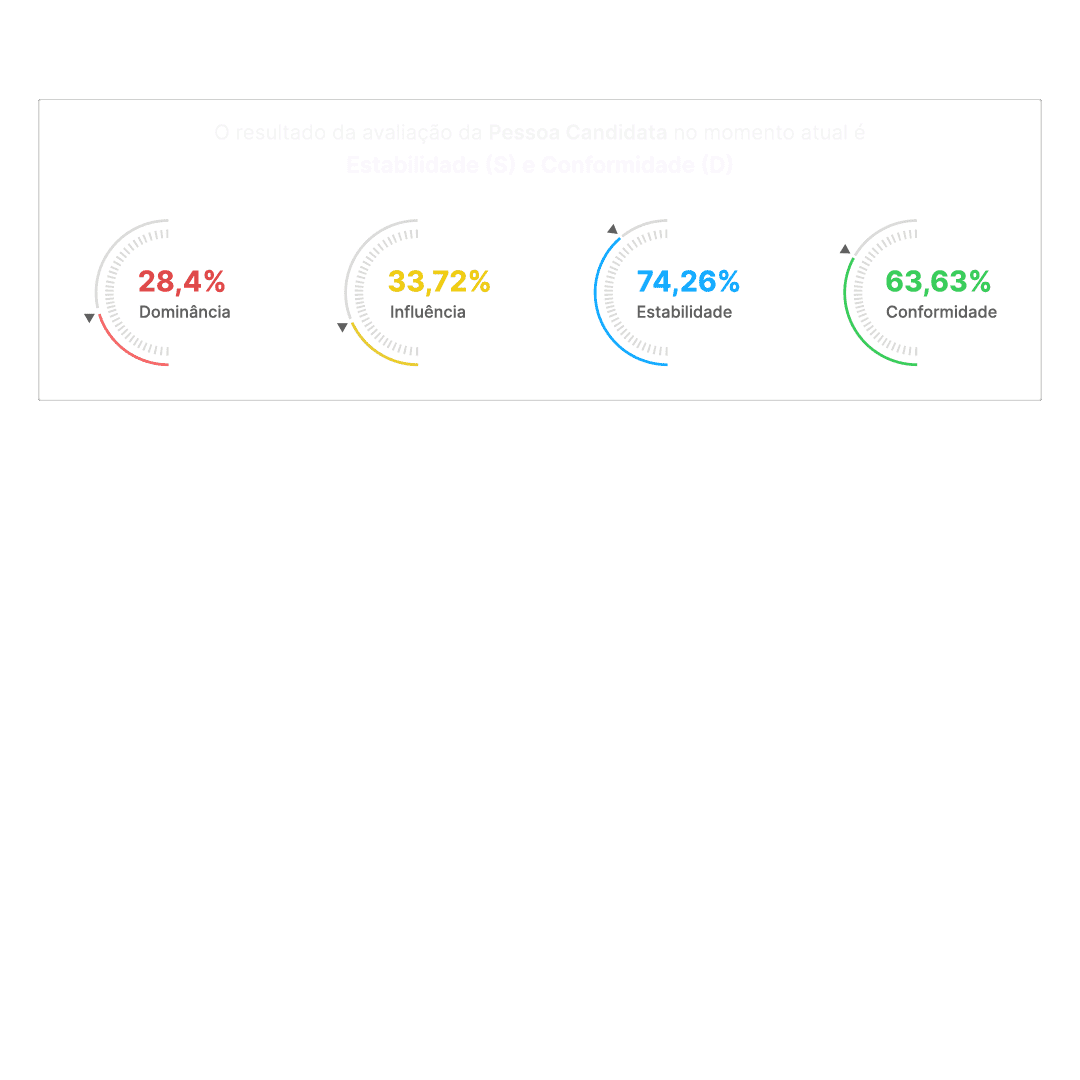 O resultado da avaliação da Pessoa Candidata no momento atual é
Estabilidade (S) e Conformidade (D)
28,4%
Dominância
33,72%
Influência
74,26%
Estabilidade
63,63%
Conformidade